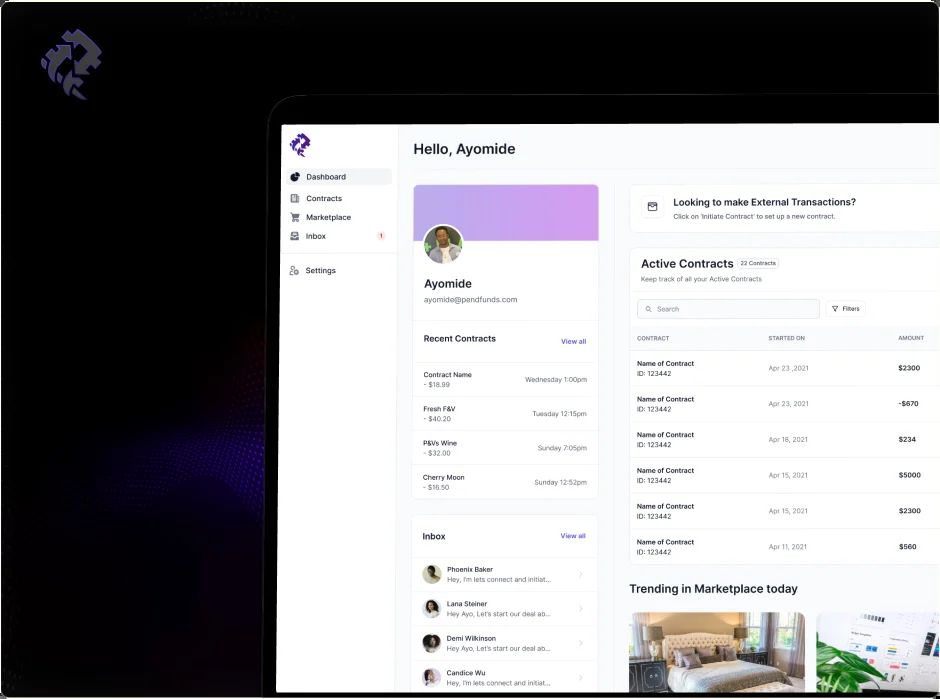 Hello, Ayomide
Dashboard
Contracts
Marketplace
Inbox 1
Settings
Ayomide
ayomide@pendfunds.com
Recent Contracts View all
Contract Name
- $18.99
Wednesday 1:00pm
Fresh F&V
- $40.20
Tuesday 12:15pm
P&Vs Wine
- $32.00
Sunday 7:05pm
Cherry Moon
- $16.50
Sunday 12:52pm
Inbox View all
Phoenix Baker
Hey, I'm lets connect and initiat...
Lana Steiner
Hey Ayo, Let's start our deal ab...
Demi Wilkinson
Hey Ayo, Let's start our deal ab...
Candice Wu
Hey, I'm lets connect and initiat...
Looking to make External Transactions?
Click on 'Initiate Contract' to set up a new contract.
Active Contracts 22 Contracts
Keep track of all your Active Contracts
Search Filters
CONTRACT STARTED ON AMOUNT
Name of Contract
ID: 123442
Apr 23 ,2021 $2300
Name of Contract
ID: 123442
Apr 23, 2021 -$670
Name of Contract
ID: 123442
Apr 18, 2021 $234
Name of Contract
ID: 123442
Apr 15, 2021 $5000
Name of Contract
ID: 123442
Apr 15, 2021 $2300
Name of Contract
ID: 123442
Apr 11, 2021 $560
Trending in Marketplace today